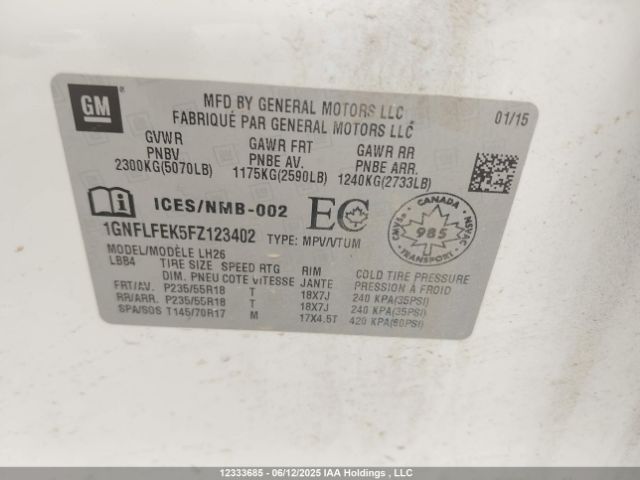 GM
MFD BY GENERAL MOTORS LLC
FABRIQUÉ PAR GENERAL MOTORS LLC
01/15
GVWR GAWR FRT GAWR RR
PNBV PNBE AV. PNBE ARR.
2300KG(5070LB) 1175KG(2590LB) 1240KG(2733LB)
ICES/NMB-002 EC
CANADA
985
TRANSPORT NSVAC
1GNFLFEK5FZ123402 TYPE: MPV/VTUM
MODEL/MODÈLE LH26
LBB4 TIRE SIZE SPEED RTG RIM COLD TIRE PRESSURE
DIM. PNEU COTE viTESSE JANTE PRESSION À FROID
FRT/AV. P235/55R18 T 18X7J 240 KPA(35PSI)
RR/ARR. P235/55R18 T 18X7J 240 KPA(35PSI)
SPA/SOS T145/70R17 M 17X4.5T 420 KPA(60PSI)
12333685 - 06/12/2025 IAA Holdings , LLC